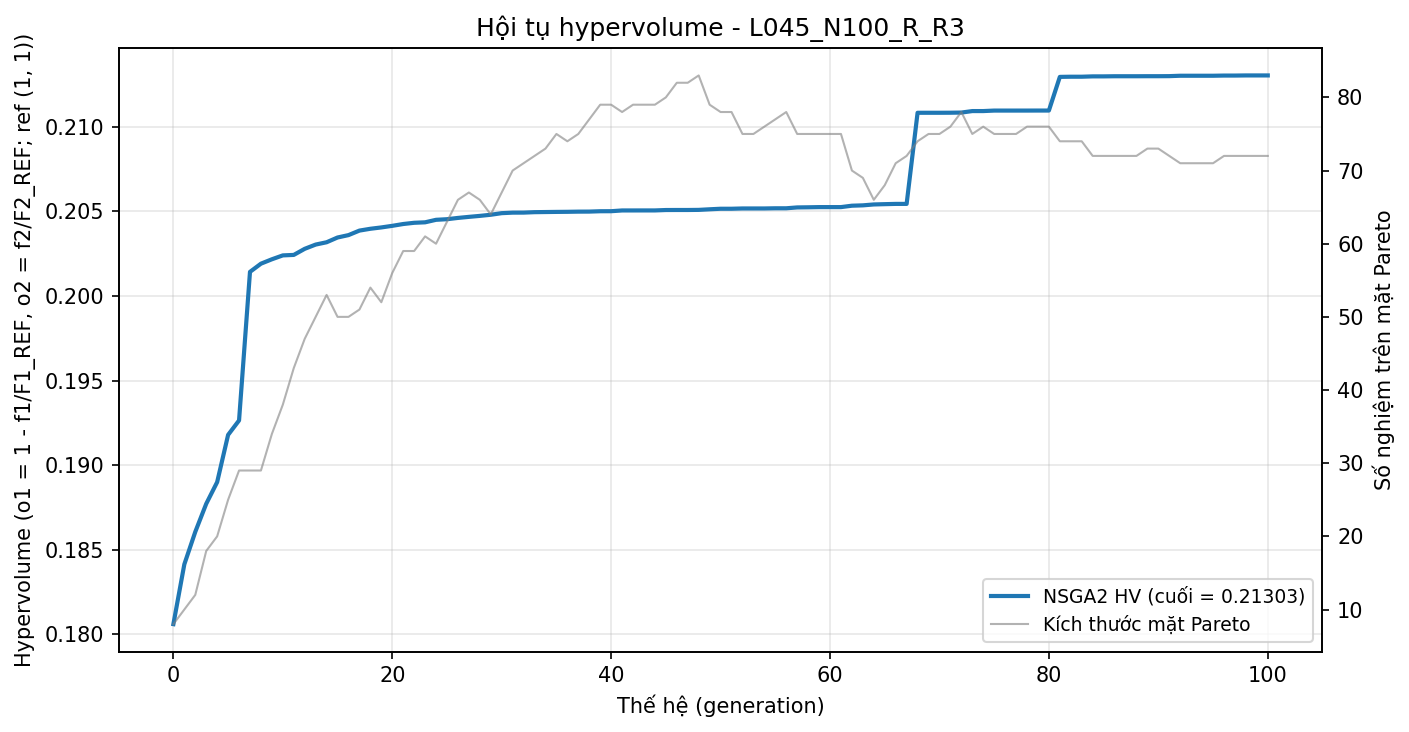 Hội tụ hypervolume - L045_N100_R_R3
Hypervolume (o1 = 1 - f1/F1_REF, o2 = f2/F2_REF; ref (1, 1))
0.210
0.205
0.200
0.195
0.190
0.185
0.180
80
70
60
50
40
30
20
10
Số nghiệm trên mặt Pareto
NSGA2 HV (cuối = 0.21303)
Kích thước mặt Pareto
0 20 40 60 80 100
Thế hệ (generation)